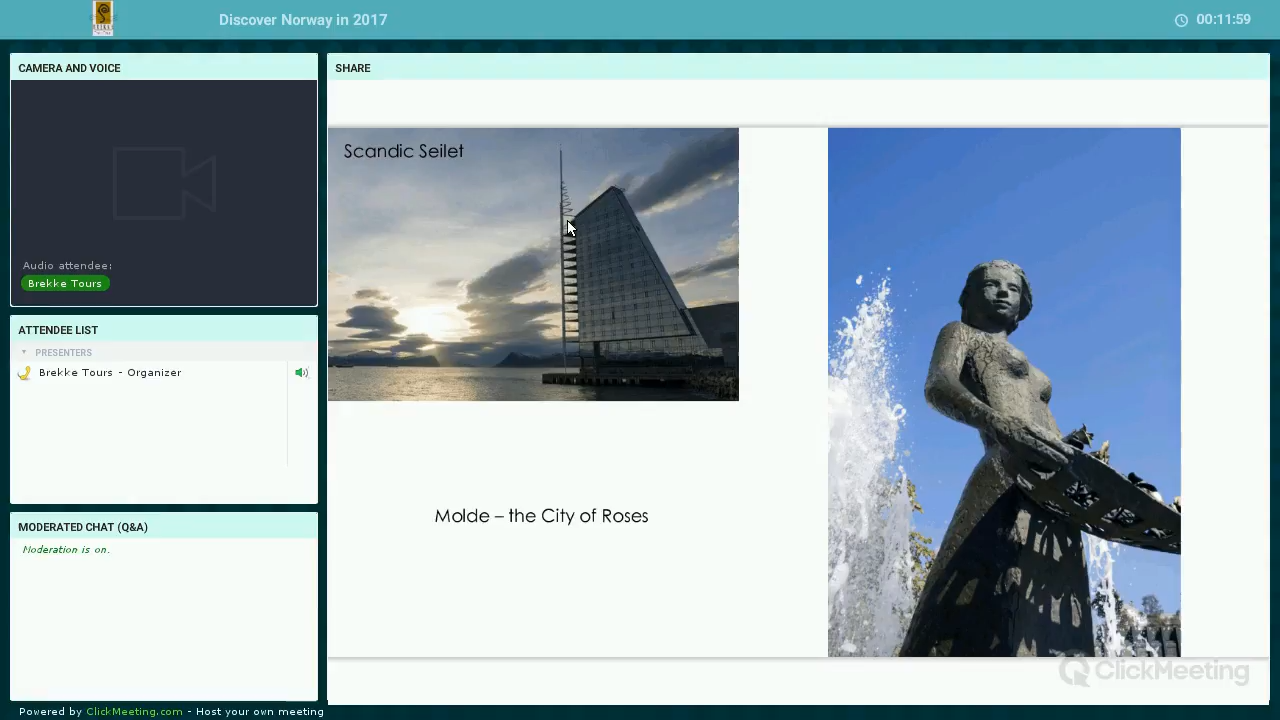 Discover Norway in 2017
00:11:59
CAMERA AND VOICE
Audio attendee:
Brekke Tours
ATTENDEE LIST
PRESENTERS
Brekke Tours - Organizer
MODERATED CHAT (Q&A)
Moderation is on.
SHARE
Scandic Seilet
Molde – the City of Roses
ClickMeeting
Powered by ClickMeeting.com - Host your own meeting